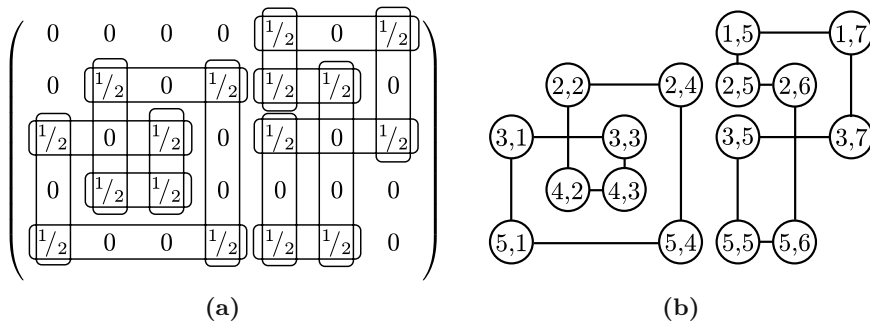 0 0 0 0 1/2 0 1/2
0 1/2 0 1/2 1/2 1/2 0
1/2 0 1/2 0 1/2 0 1/2
0 1/2 1/2 0 0 0 0
1/2 0 0 1/2 1/2 1/2 0
(a)
1,5 1,7
2,2 2,4 2,5 2,6
3,1 3,3 3,5 3,7
4,2 4,3
5,1 5,4 5,5 5,6
(b)